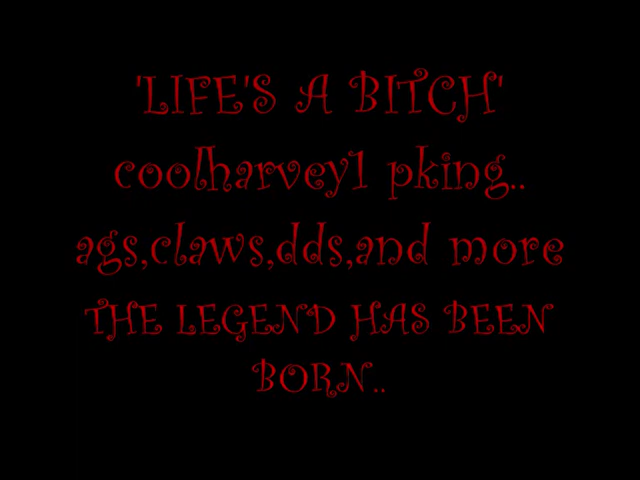 'LIFE'S A BITCH'
coolharvey1 pking..
ags,claws,dds,and more
THE LEGEND HAS BEEN
BORN..